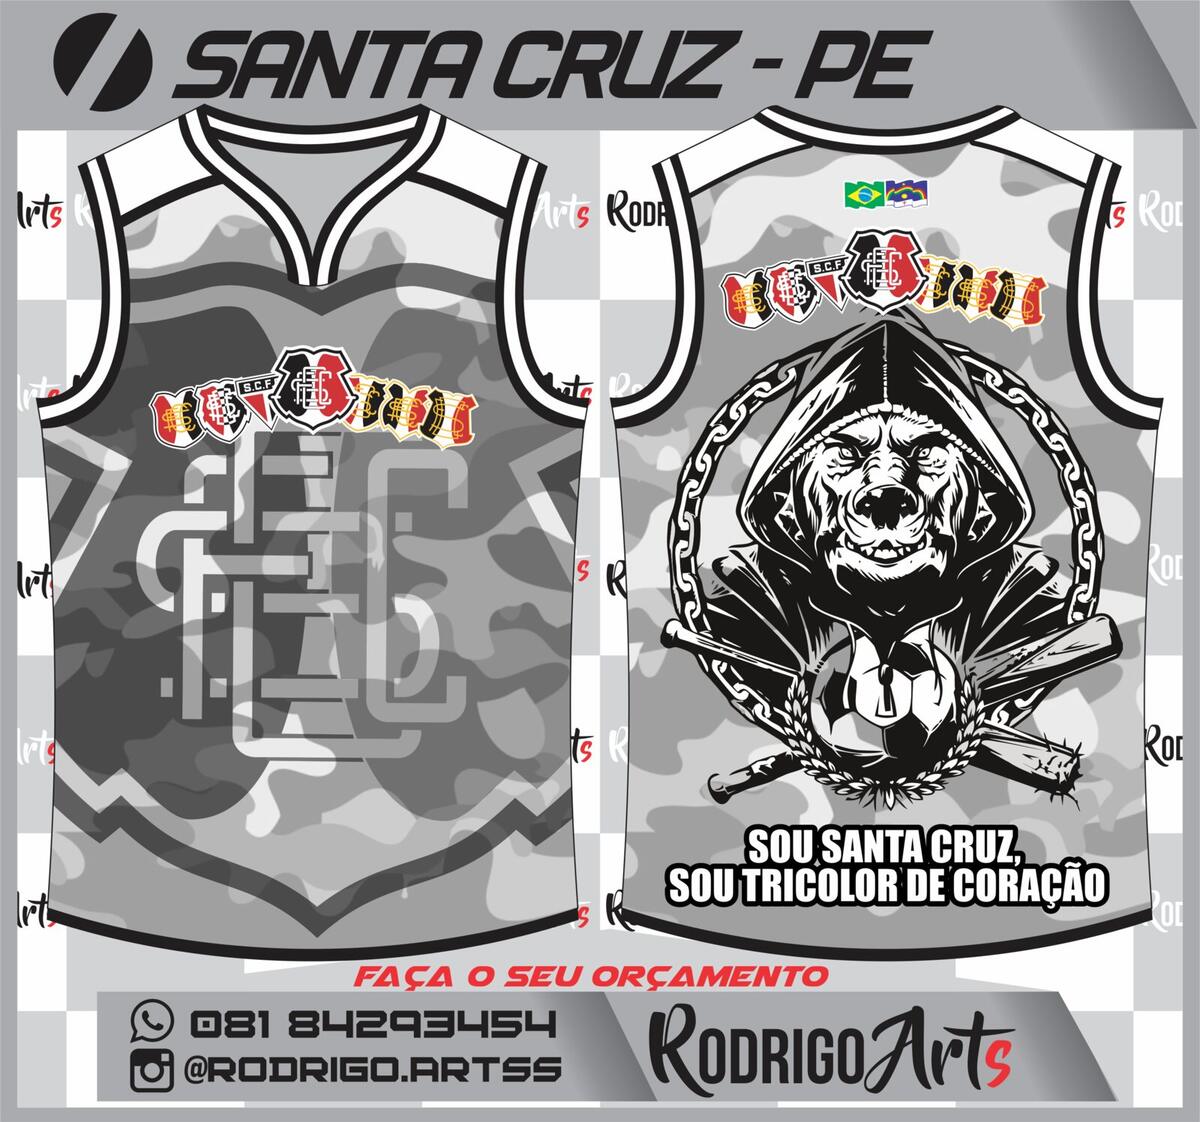 SANTA CRUZ - PE
S.C.F
S.C.F
SOU SANTA CRUZ,
SOU TRICOLOR DE CORAÇÃO
FAÇA O SEU ORÇAMENTO
081 84293454
@RODRIGO.ARTSS
RODRIGOArts